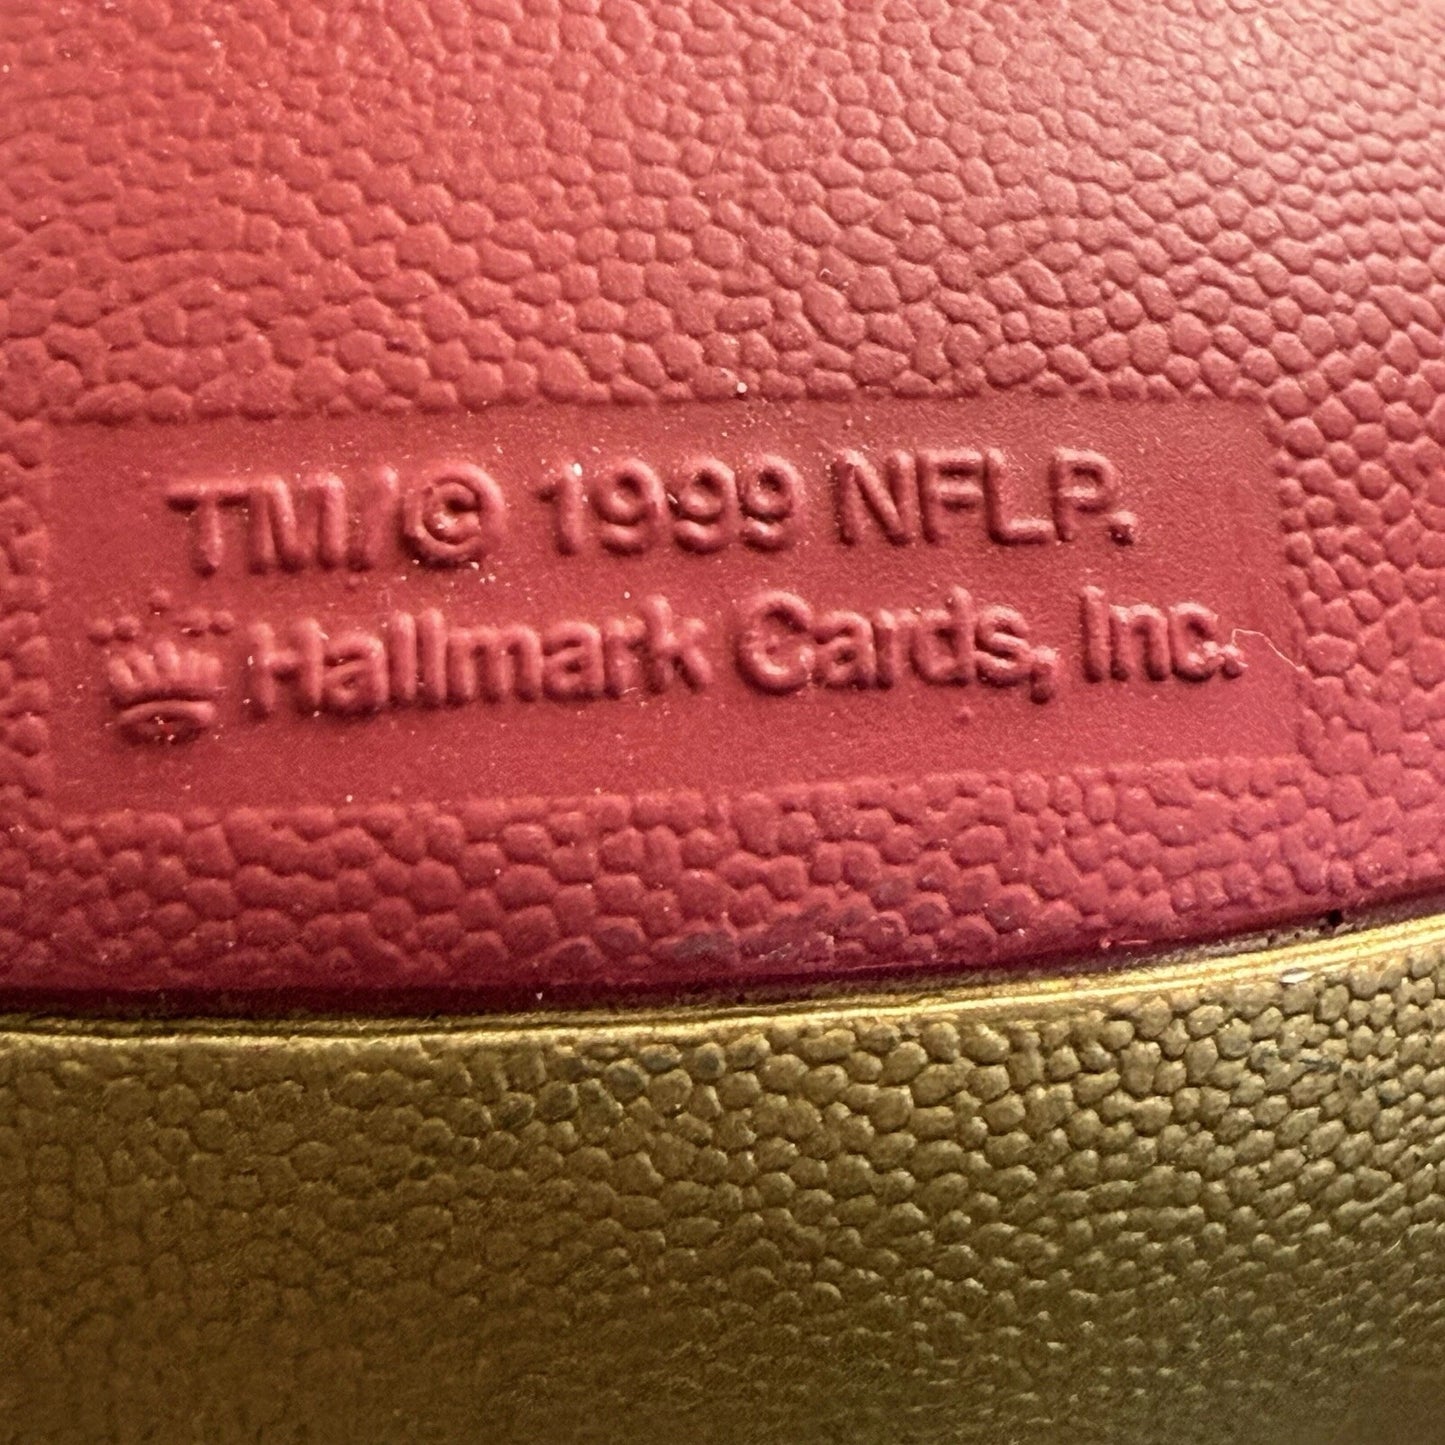 TM/© 1999 NFLP.
Hallmark Cards, Inc.